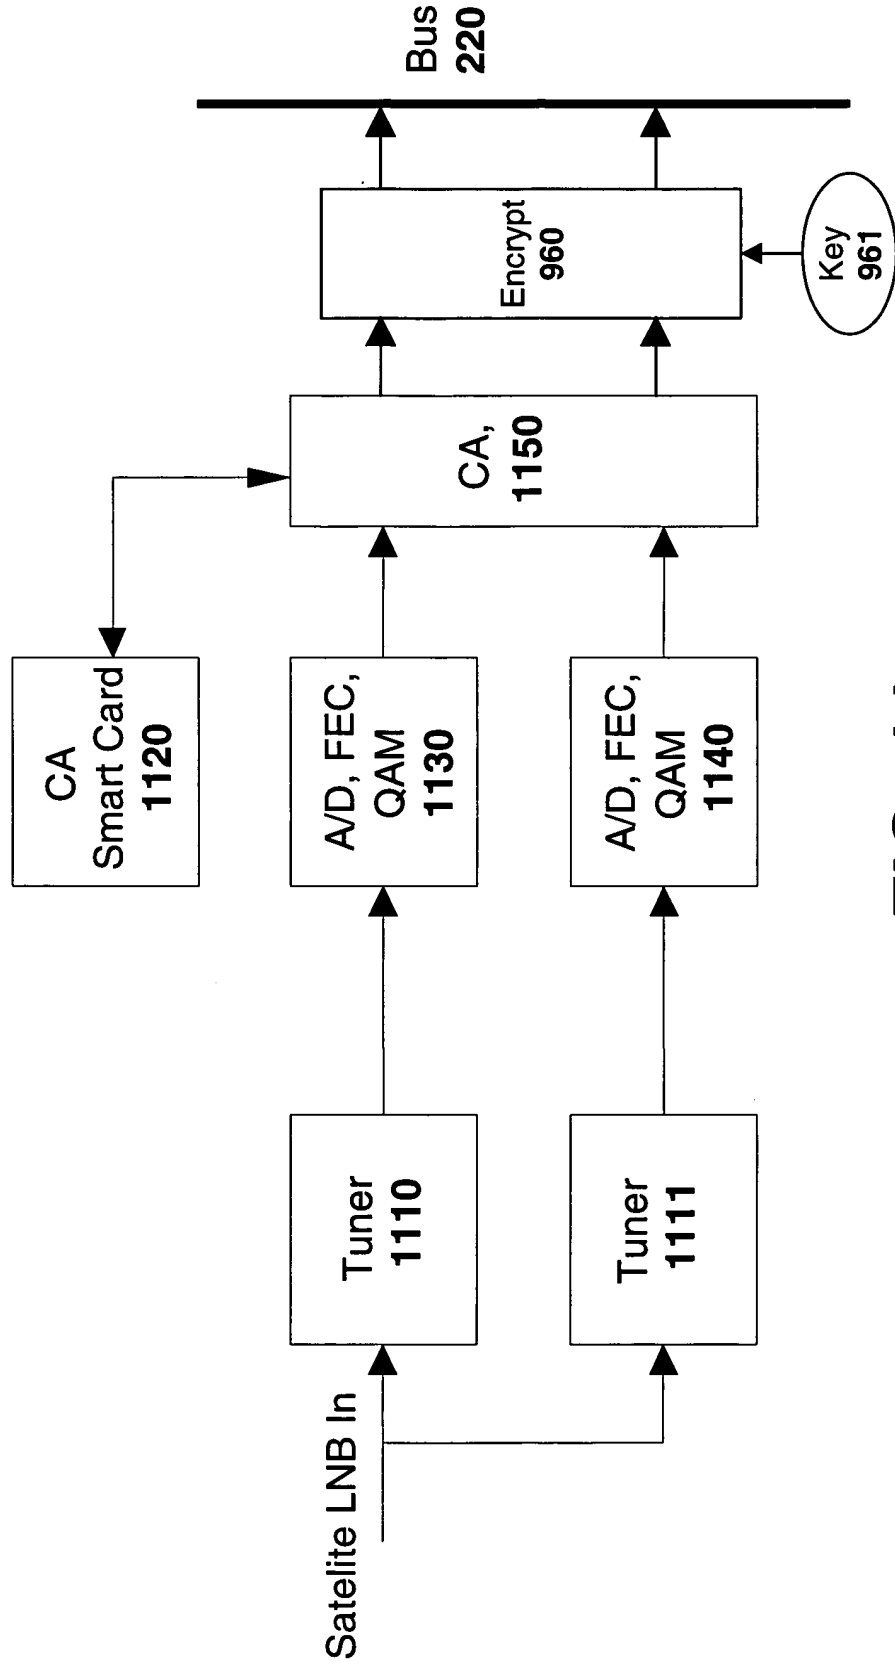 CA
Smart Card
1120
Satelite LNB In
Tuner
1110
A/D, FEC,
QAM
1130
CA,
1150
Encrypt
960
Bus
220
Tuner
1111
A/D, FEC,
QAM
1140
Key
961